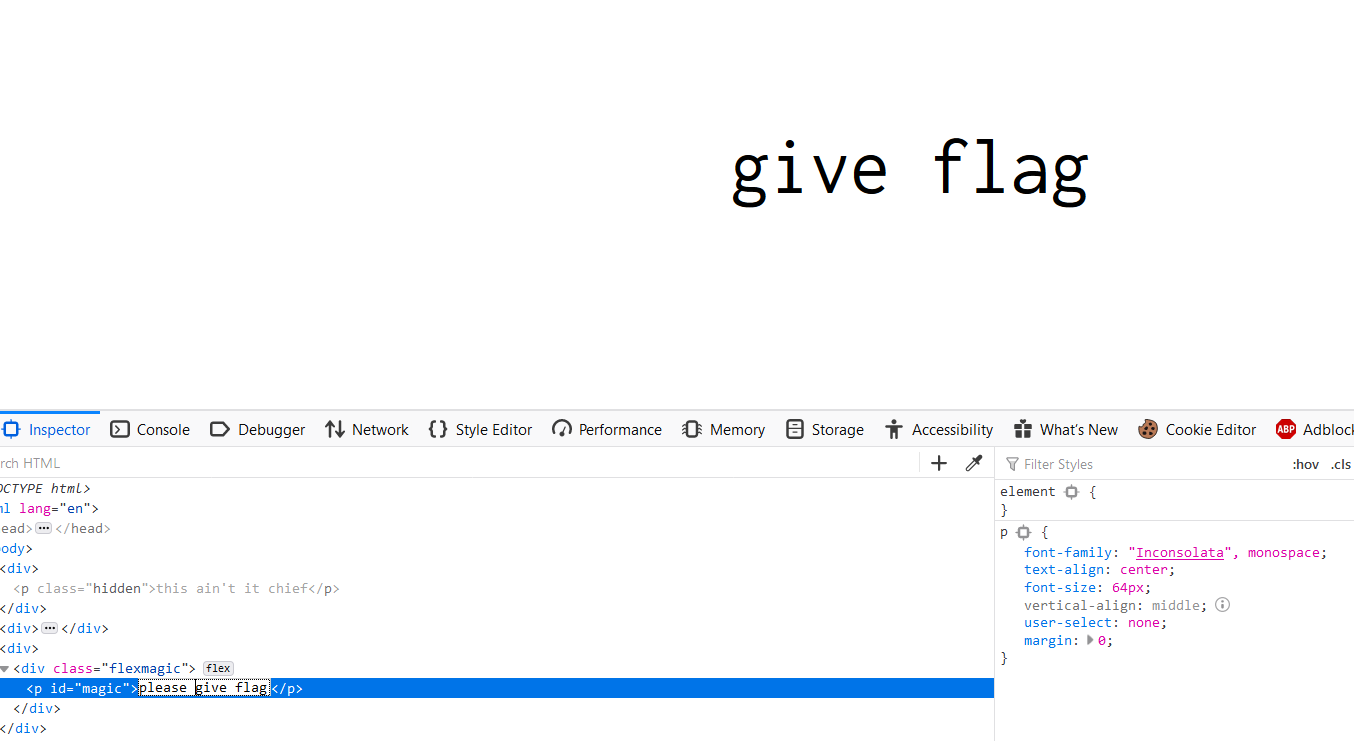 give flag
Inspector Console Debugger Network Style Editor Performance Memory Storage Accessibility What's New Cookie Editor ABP Adblock
rch HTML
Filter Styles :hov .cls
OCTYPE html>
ml lang="en">
ead>⋯</head>
ody>
<div>
<p class="hidden">this ain't it chief</p>
</div>
<div>⋯</div>
<div>
<div class="flexmagic"> flex
<p id="magic">please give flag</p>
</div>
</div>
element {
}
p {
font-family: "Inconsolata", monospace;
text-align: center;
font-size: 64px;
vertical-align: middle;
user-select: none;
margin: 0;
}